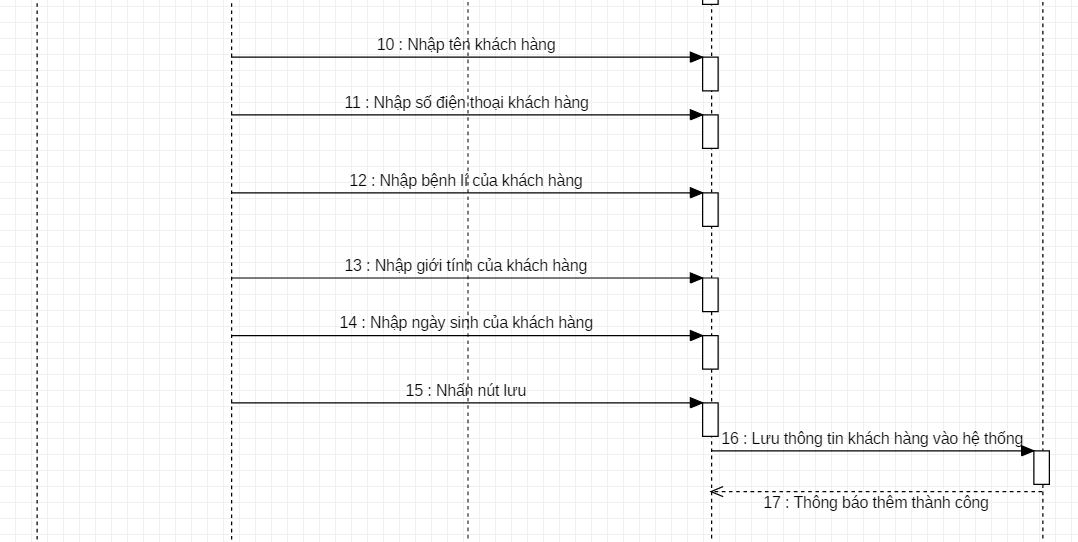 10 : Nhập tên khách hàng
11 : Nhập số điện thoại khách hàng
12 : Nhập bệnh lí của khách hàng
13 : Nhập giới tính của khách hàng
14 : Nhập ngày sinh của khách hàng
15 : Nhấn nút lưu
16 : Lưu thông tin khách hàng vào hệ thống
17 : Thông báo thêm thành công